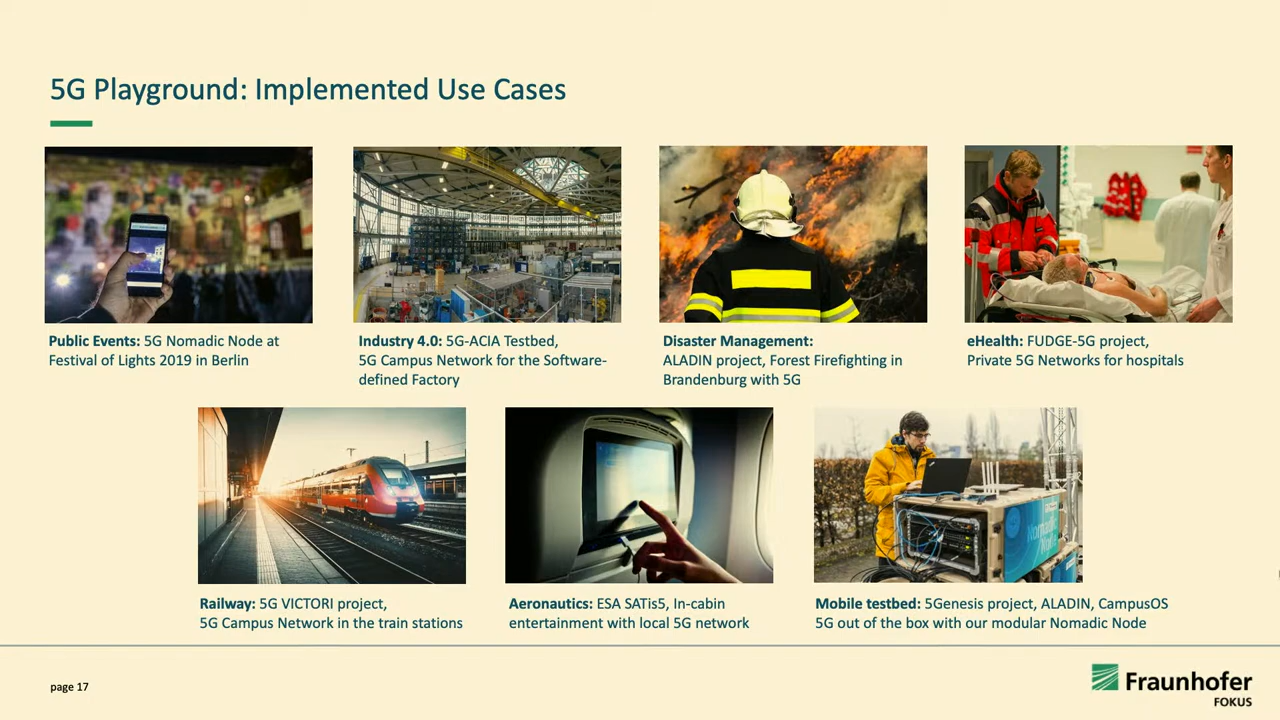 5G Playground: Implemented Use Cases
Public Events: 5G Nomadic Node at
Festival of Lights 2019 in Berlin
Industry 4.0: 5G-ACIA Testbed,
5G Campus Network for the Software-
defined Factory
Disaster Management:
ALADIN project, Forest Firefighting in
Brandenburg with 5G
eHealth: FUDGE-5G project,
Private 5G Networks for hospitals
Railway: 5G VICTORI project,
5G Campus Network in the train stations
Aeronautics: ESA SATis5, In-cabin
entertainment with local 5G network
Nomadic
Mobile testbed: 5Genesis project, ALADIN, CampusOS
5G out of the box with our modular Nomadic Node
page 17
Fraunhofer
FOKUS